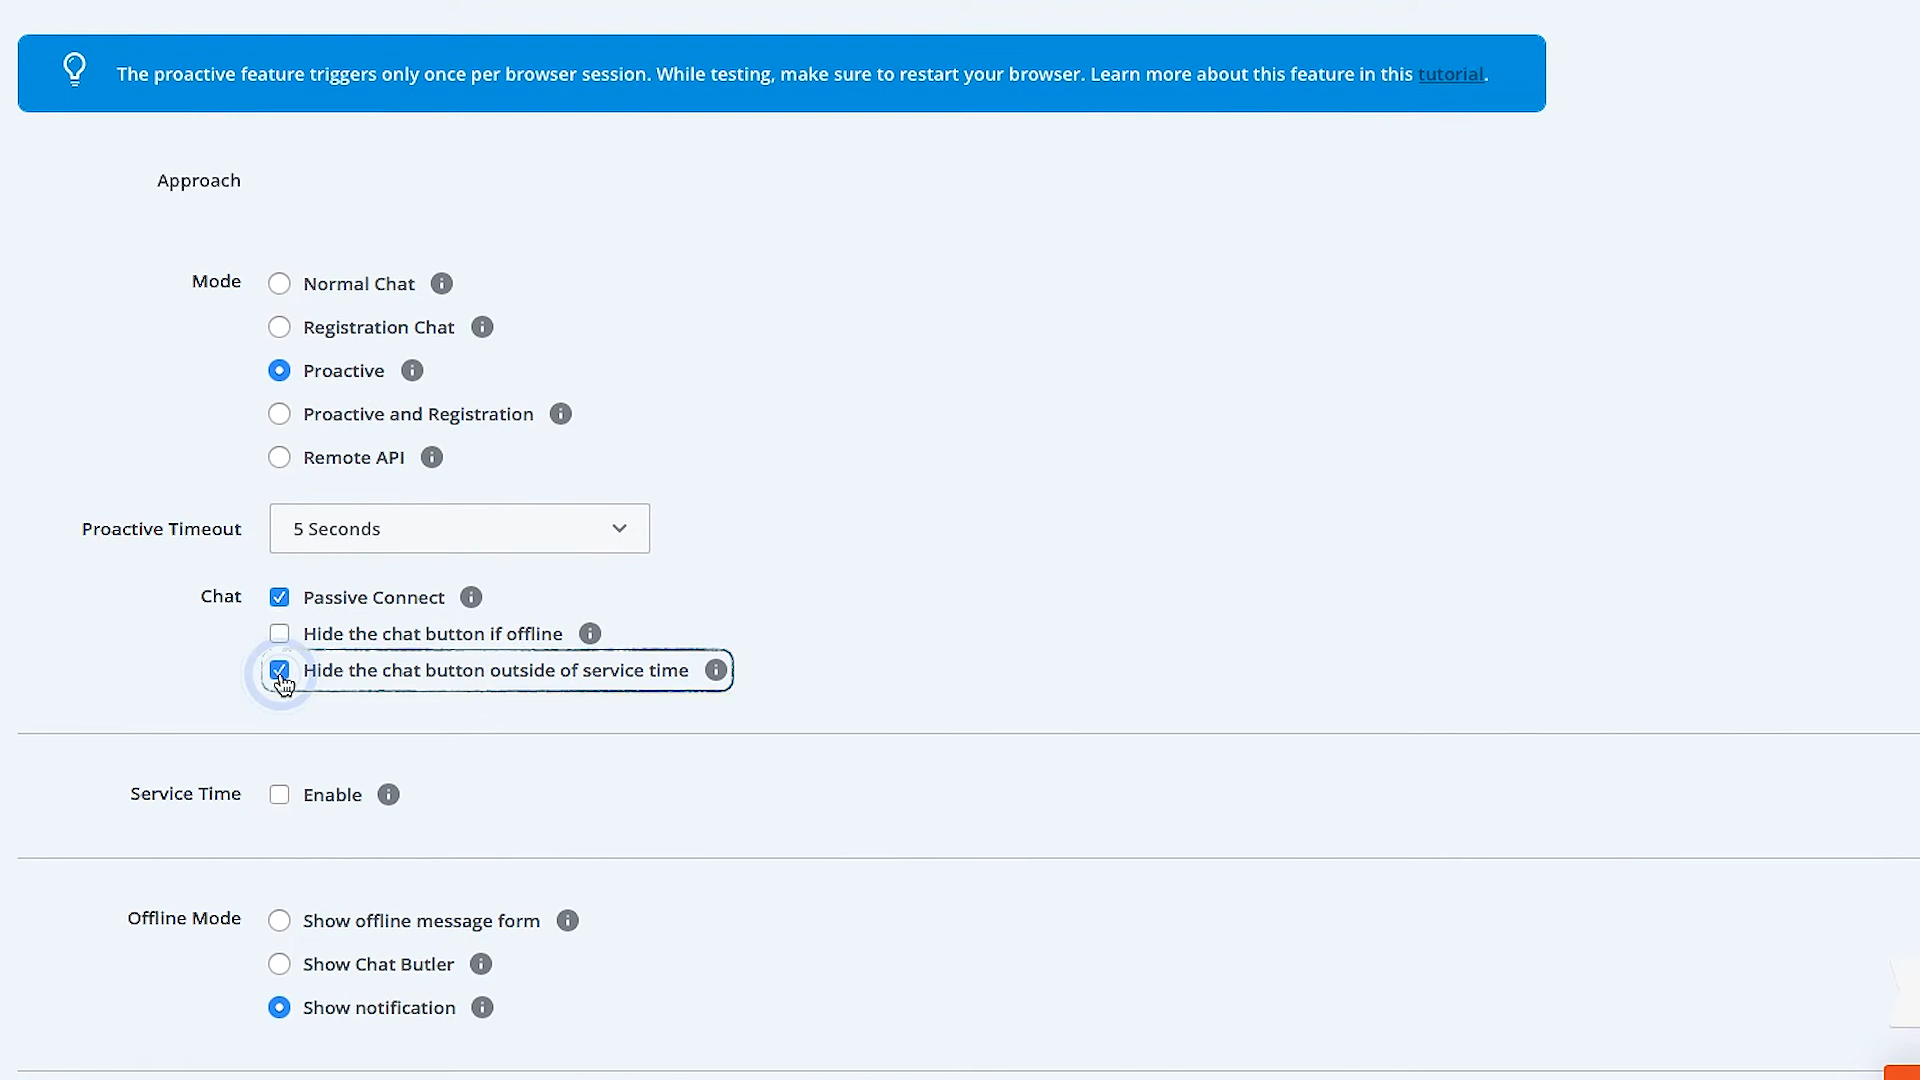 The proactive feature triggers only once per browser session. While testing, make sure to restart your browser. Learn more about this feature in this tutorial.
Approach
Mode
Normal Chat
Registration Chat
Proactive
Proactive and Registration
Remote API
Proactive Timeout
5 Seconds
Chat
Passive Connect
Hide the chat button if offline
Hide the chat button outside of service time
Service Time
Enable
Offline Mode
Show offline message form
Show Chat Butler
Show notification